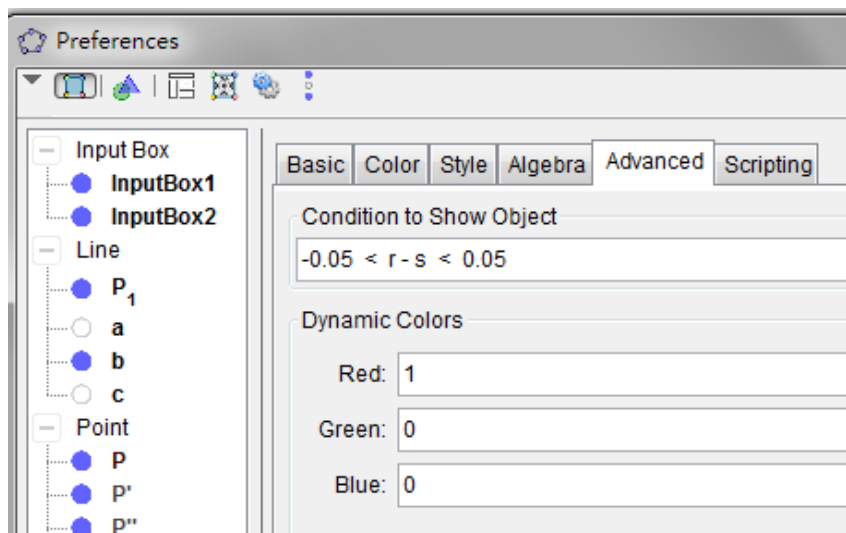 Preferences
Input Box
InputBox1
InputBox2
Line
P1
a
b
c
Point
P
P'
P"
Basic Color Style Algebra Advanced Scripting
Condition to Show Object
-0.05 < r - s < 0.05
Dynamic Colors
Red: 1
Green: 0
Blue: 0